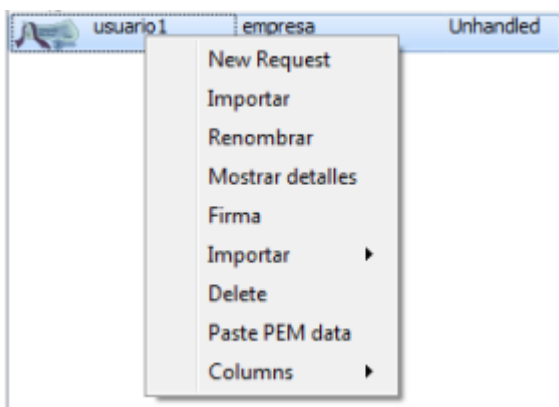 usuario1 empresa Unhandled
New Request
Importar
Renombrar
Mostrar detalles
Firma
Importar
Delete
Paste PEM data
Columns